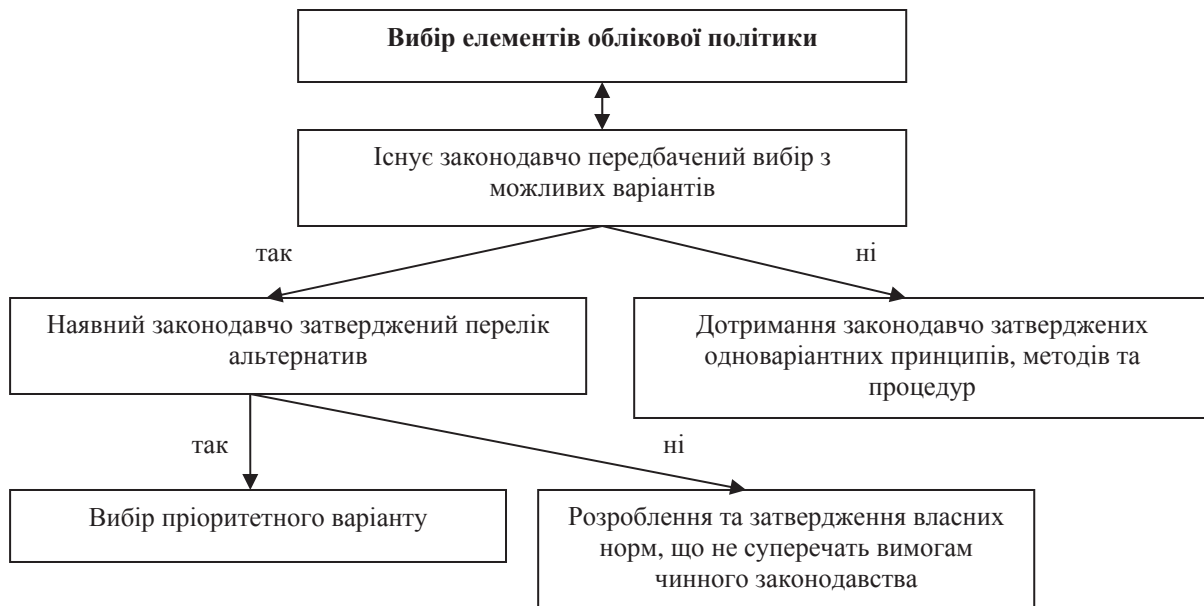 Вибір елементів облікової політики
Існує законодавчо передбачений вибір з
можливих варіантів
так
ні
Наявний законодавчо затверджений перелік
альтернатив
Дотримання законодавчо затверджених
одноваріантних принципів, методів та
процедур
так
ні
Вибір пріоритетного варіанту
Розроблення та затвердження власних
норм, що не суперечать вимогам
чинного законодавства